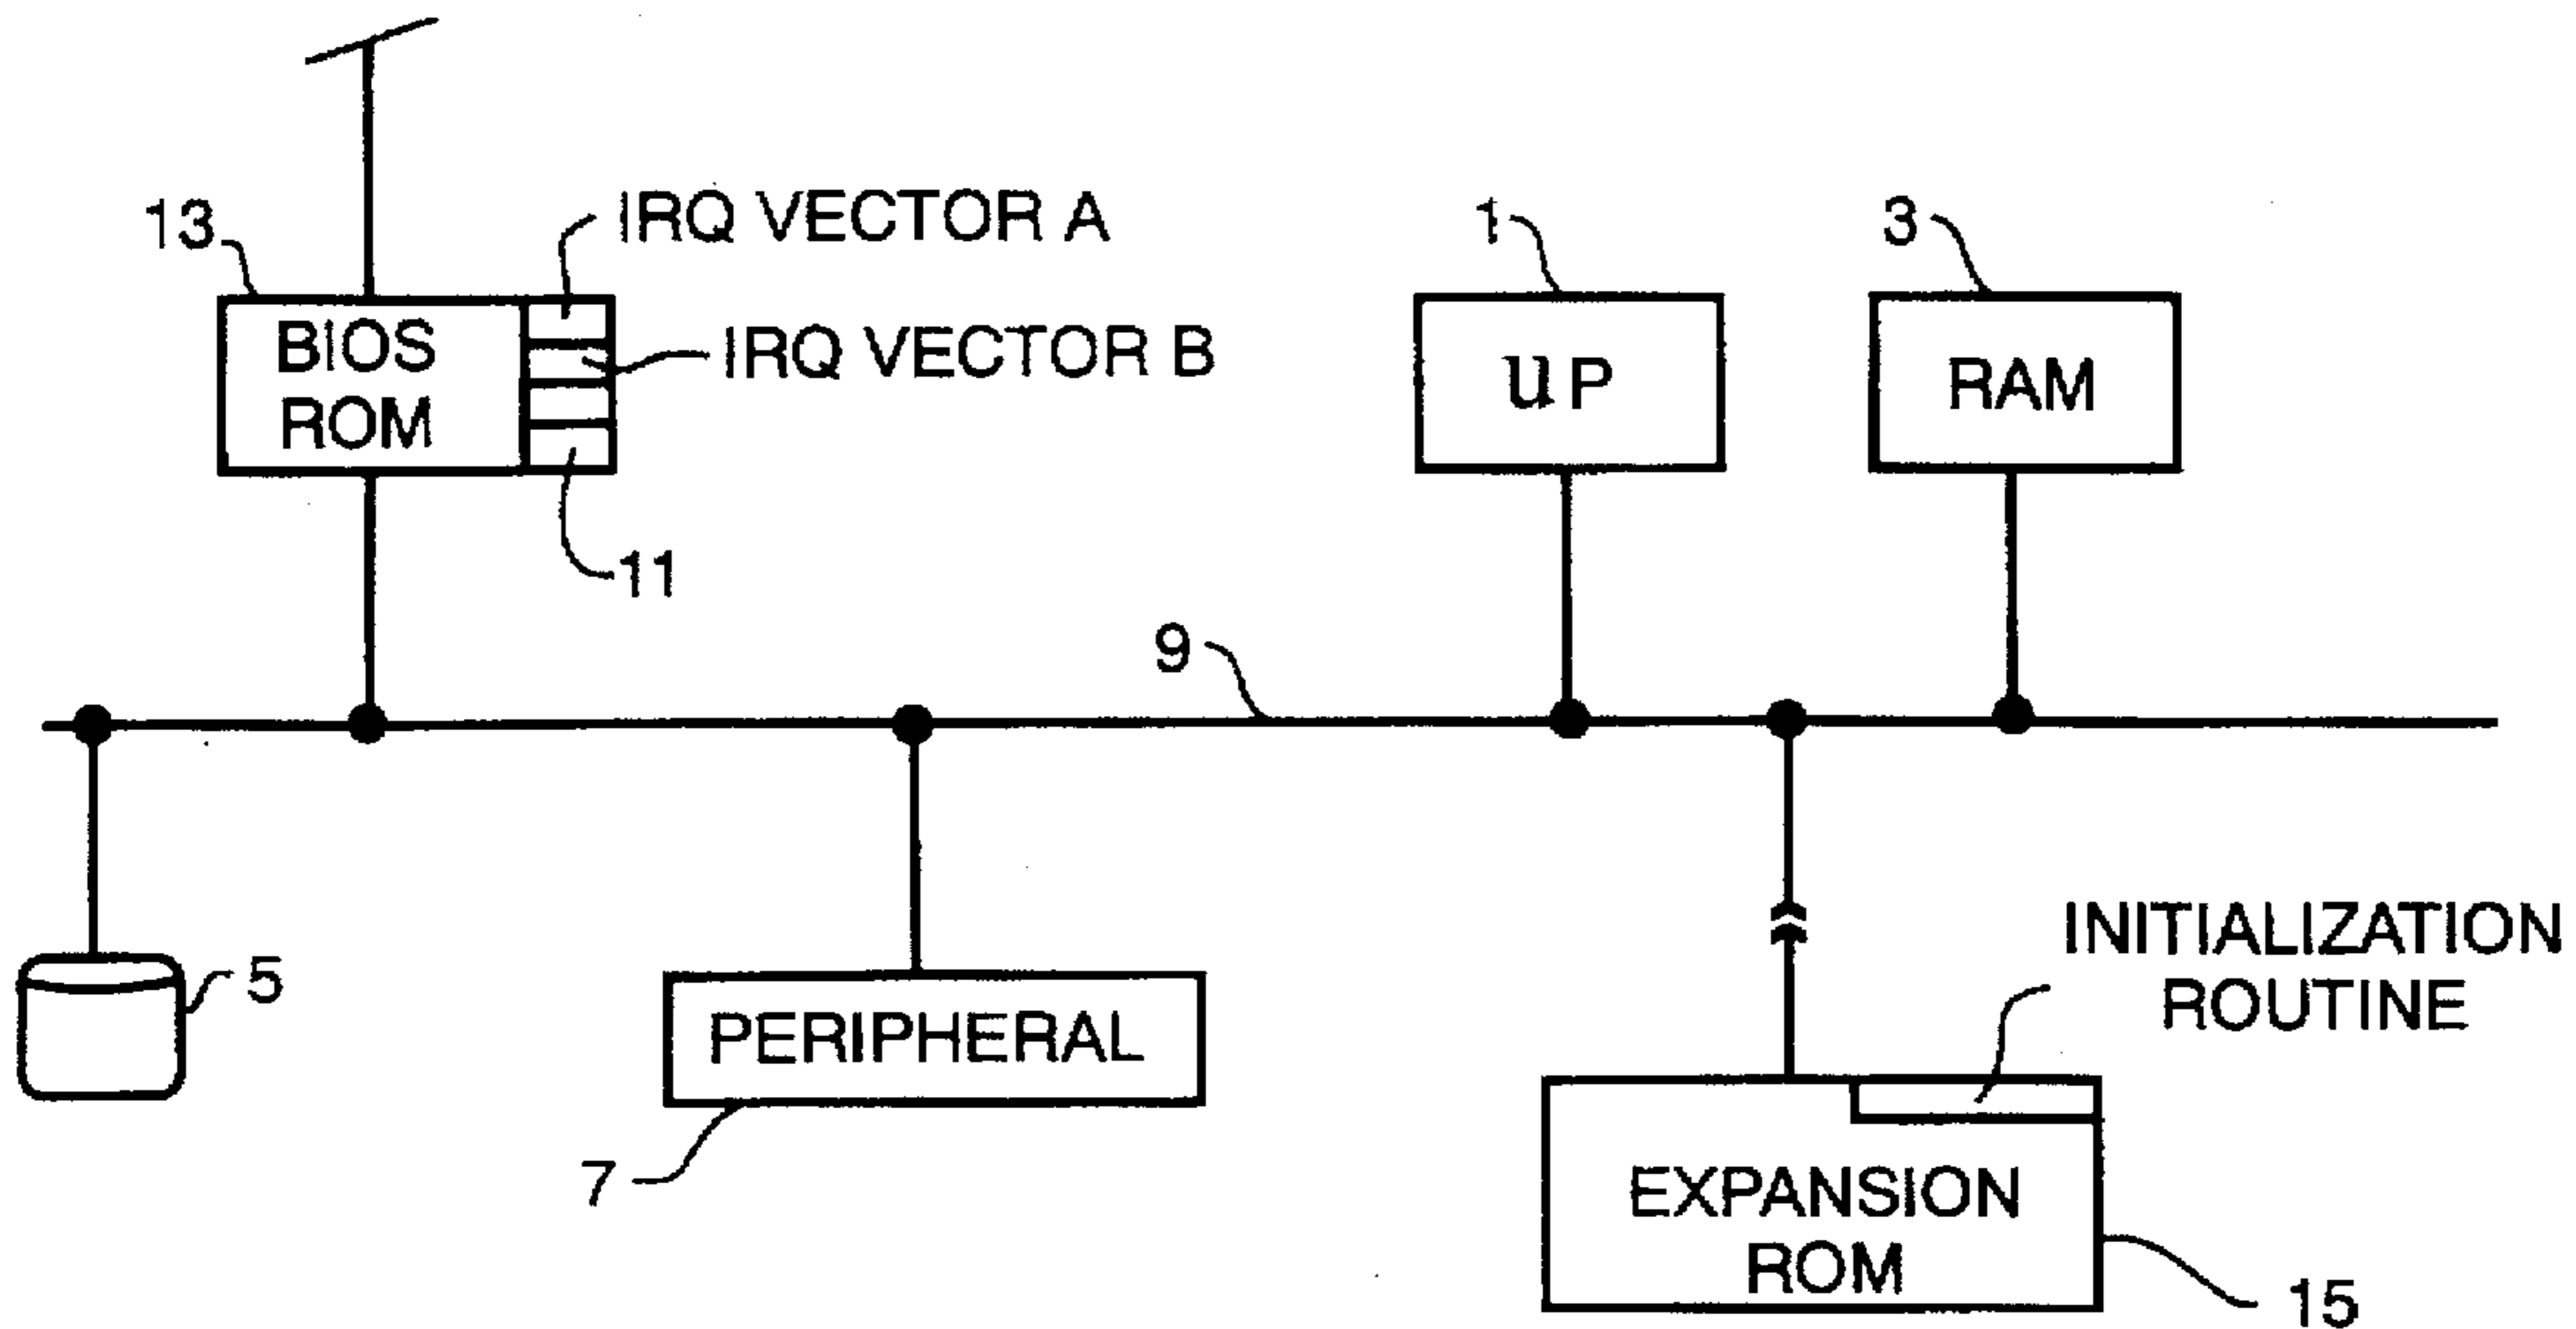 IRQ VECTOR A
13
1
3
BIOS
ROM
IRQ VECTOR B
uP
RAM
11
9
5
PERIPHERAL
7
INITIALIZATION
ROUTINE
EXPANSION
ROM
15